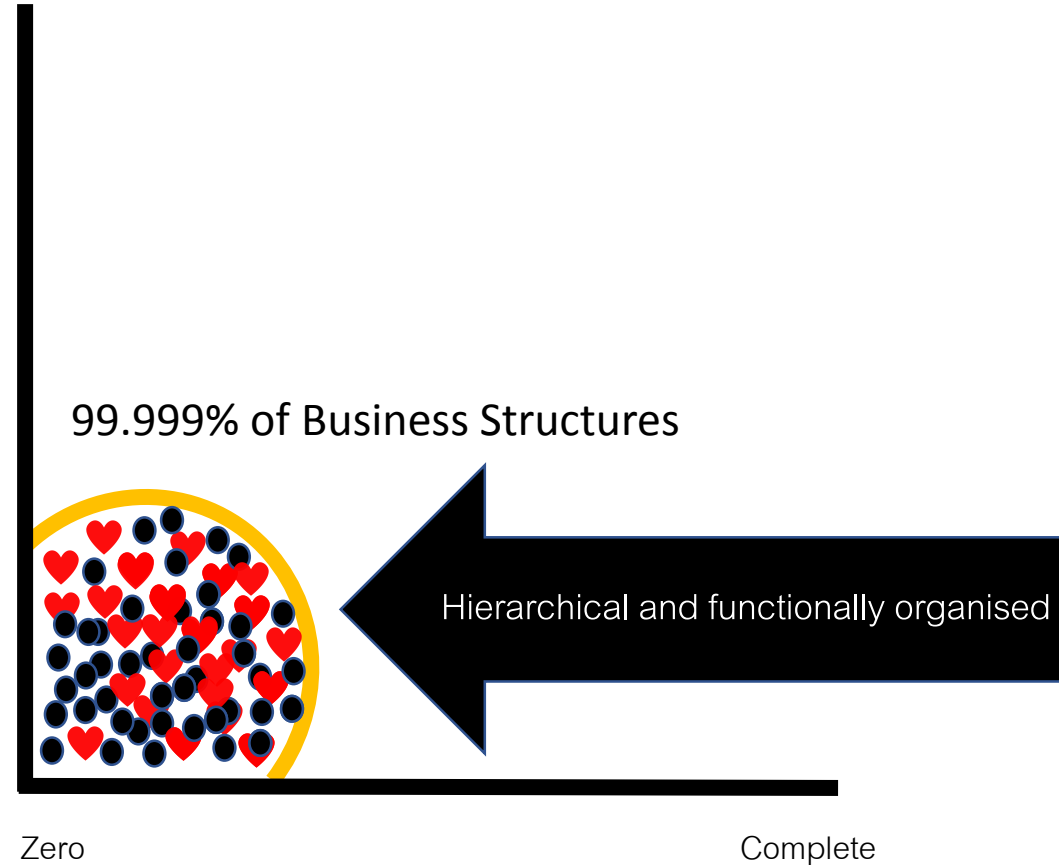 99.999% of Business Structures
Hierarchical and functionally organised
Zero
Complete